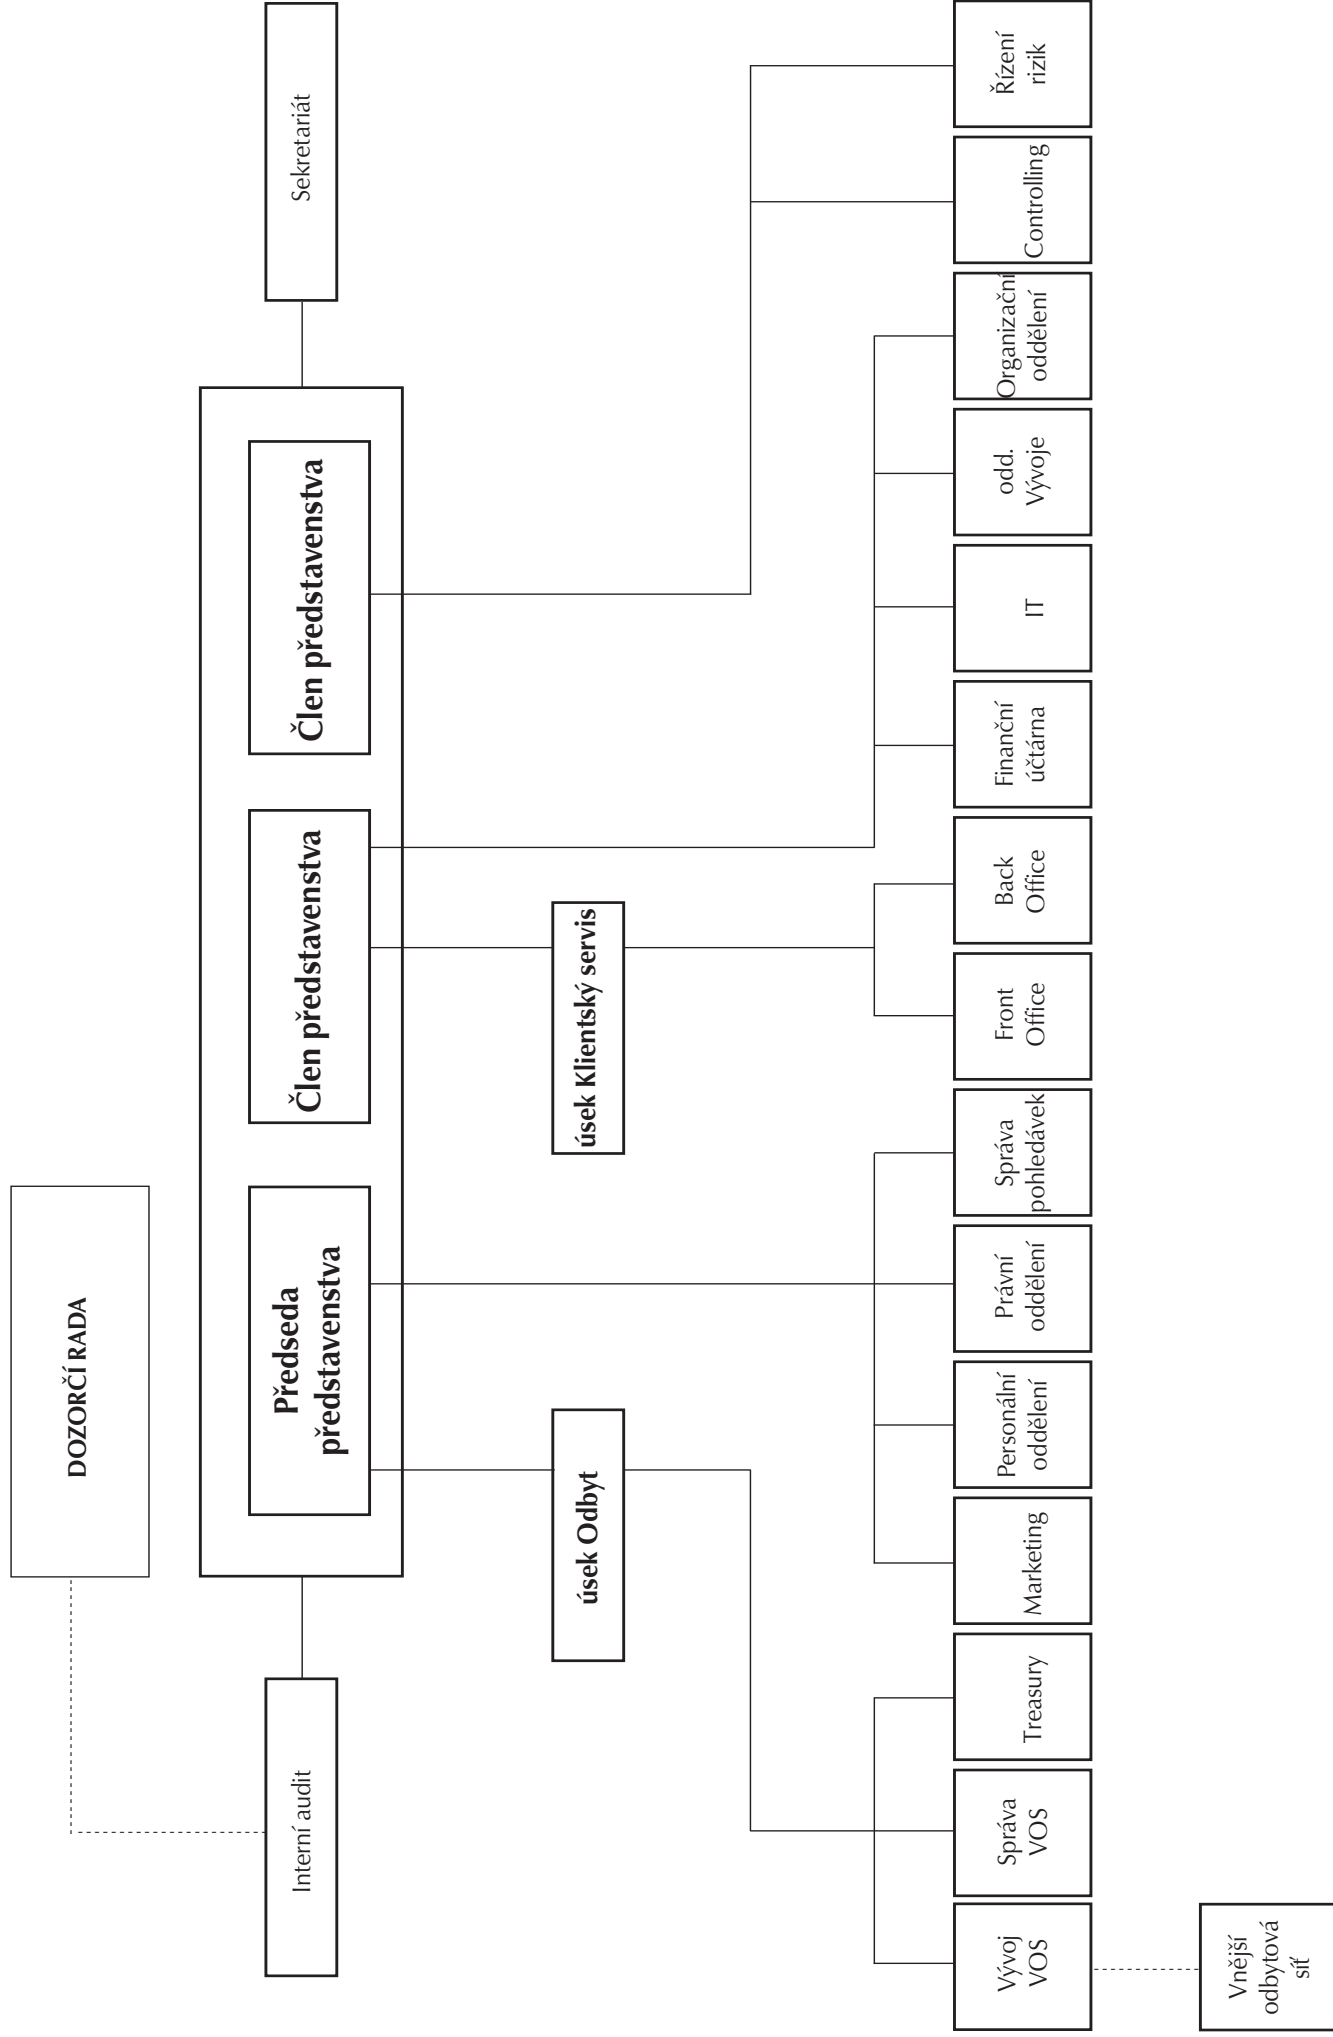 DOZORČÍ RADA
Interní audit
Předseda
představenstva
Člen představenstva
Člen představenstva
Sekretariát
úsek Odbyt
úsek Klientský servis
Vývoj
VOS
Správa
VOS
Treasury
Marketing
Personální
oddělení
Právní
oddělení
Správa
pohledávek
Front
Office
Back
Office
Finanční
účtárna
IT
odd.
Vývoje
Organizační
oddělení
Controlling
Řízení
rizik
Vnější
odbytová
síť